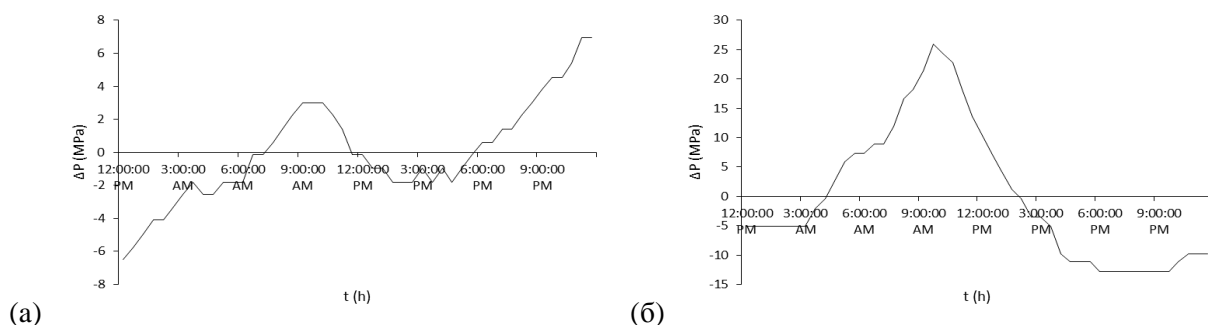 8
6
4
2
0
-2
-4
-6
-8
ΔP (MPa)
12:00:00 PM
3:00:00 AM
6:00:00 AM
9:00:00 AM
12:00:00 PM
3:00:00 PM
6:00:00 PM
9:00:00 PM
t (h)
(а)
30
25
20
15
10
5
0
-5
-10
-15
ΔP (MPa)
12:00:00 PM
3:00:00 AM
6:00:00 AM
9:00:00 AM
12:00:00 PM
3:00:00 PM
6:00:00 PM
9:00:00 PM
t (h)
(б)